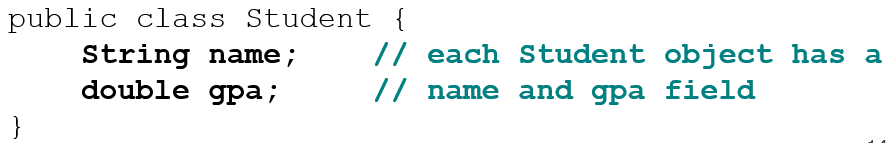 public class Student {
    String name;    // each Student object has a
    double gpa;     // name and gpa field
}